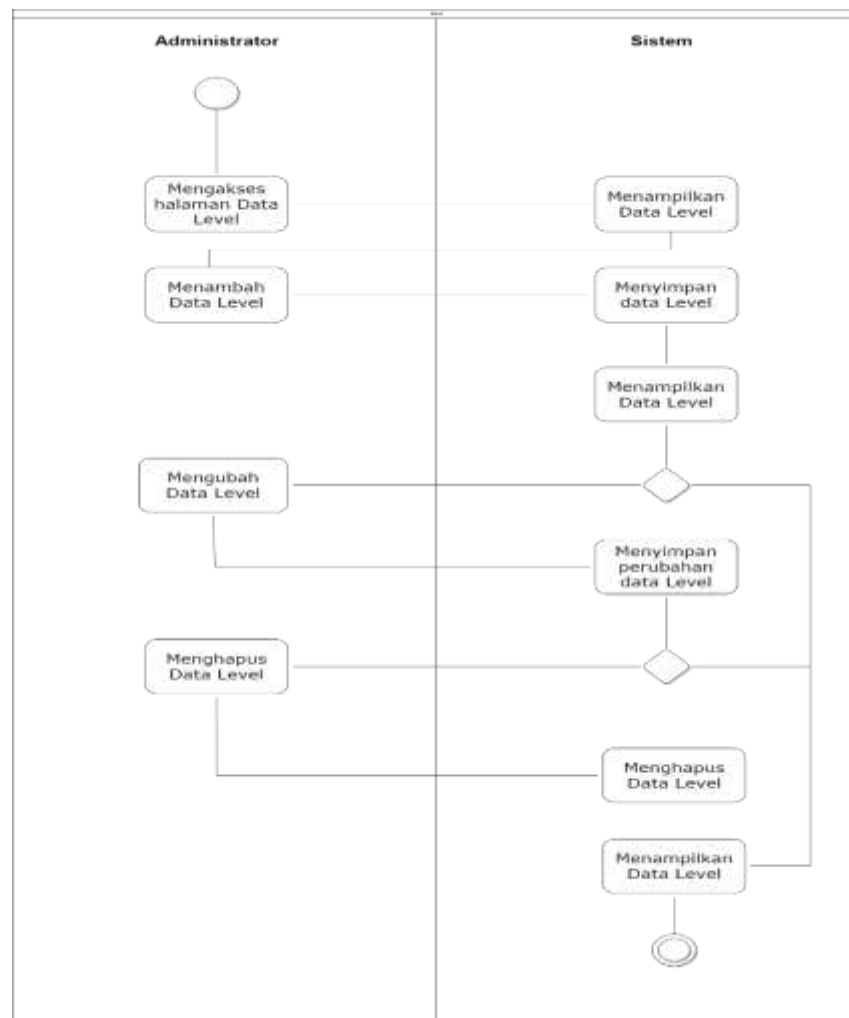 Administrator
Sistem
Mengakses
halaman Data
Level
Menampilkan
Data Level
Menambah
Data Level
Menyimpan
data Level
Menampilkan
Data Level
Mengubah
Data Level
Menyimpan
perubahan
data Level
Menghapus
Data Level
Menghapus
Data Level
Menampilkan
Data Level